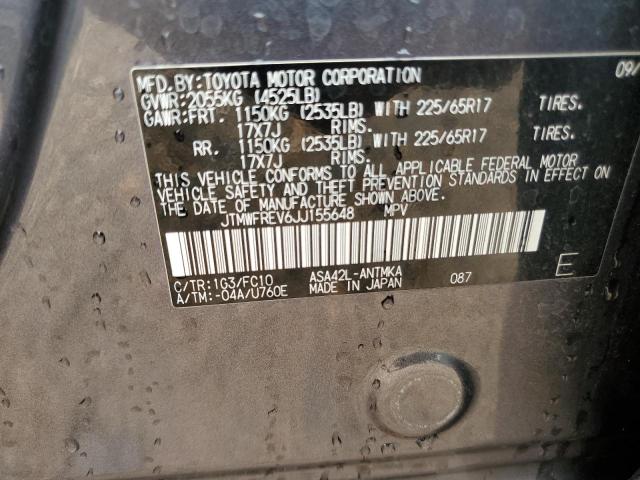 09/
MFD.BY:TOYOTA MOTOR CORPORATION
GVWR:2055KG (4525LB)
GAWR:FRT. 1150KG (2535LB) WITH 225/65R17 TIRES.
17X7J RIMS.
RR. 1150KG (2535LB) WITH 225/65R17 TIRES.
17X7J RIMS.
THIS VEHICLE CONFORMS TO ALL APPLICABLE FEDERAL MOTOR
VEHICLE SAFETY AND THEFT PREVENTION STANDARDS IN EFFECT ON
THE DATE OF MANUFACTURE SHOWN ABOVE.
JTMWFREV6JJ155648 MPV
C/TR:1G3/FC10 ASA42L-ANTMKA 087 E
A/TM:-04A/U760E MADE IN JAPAN